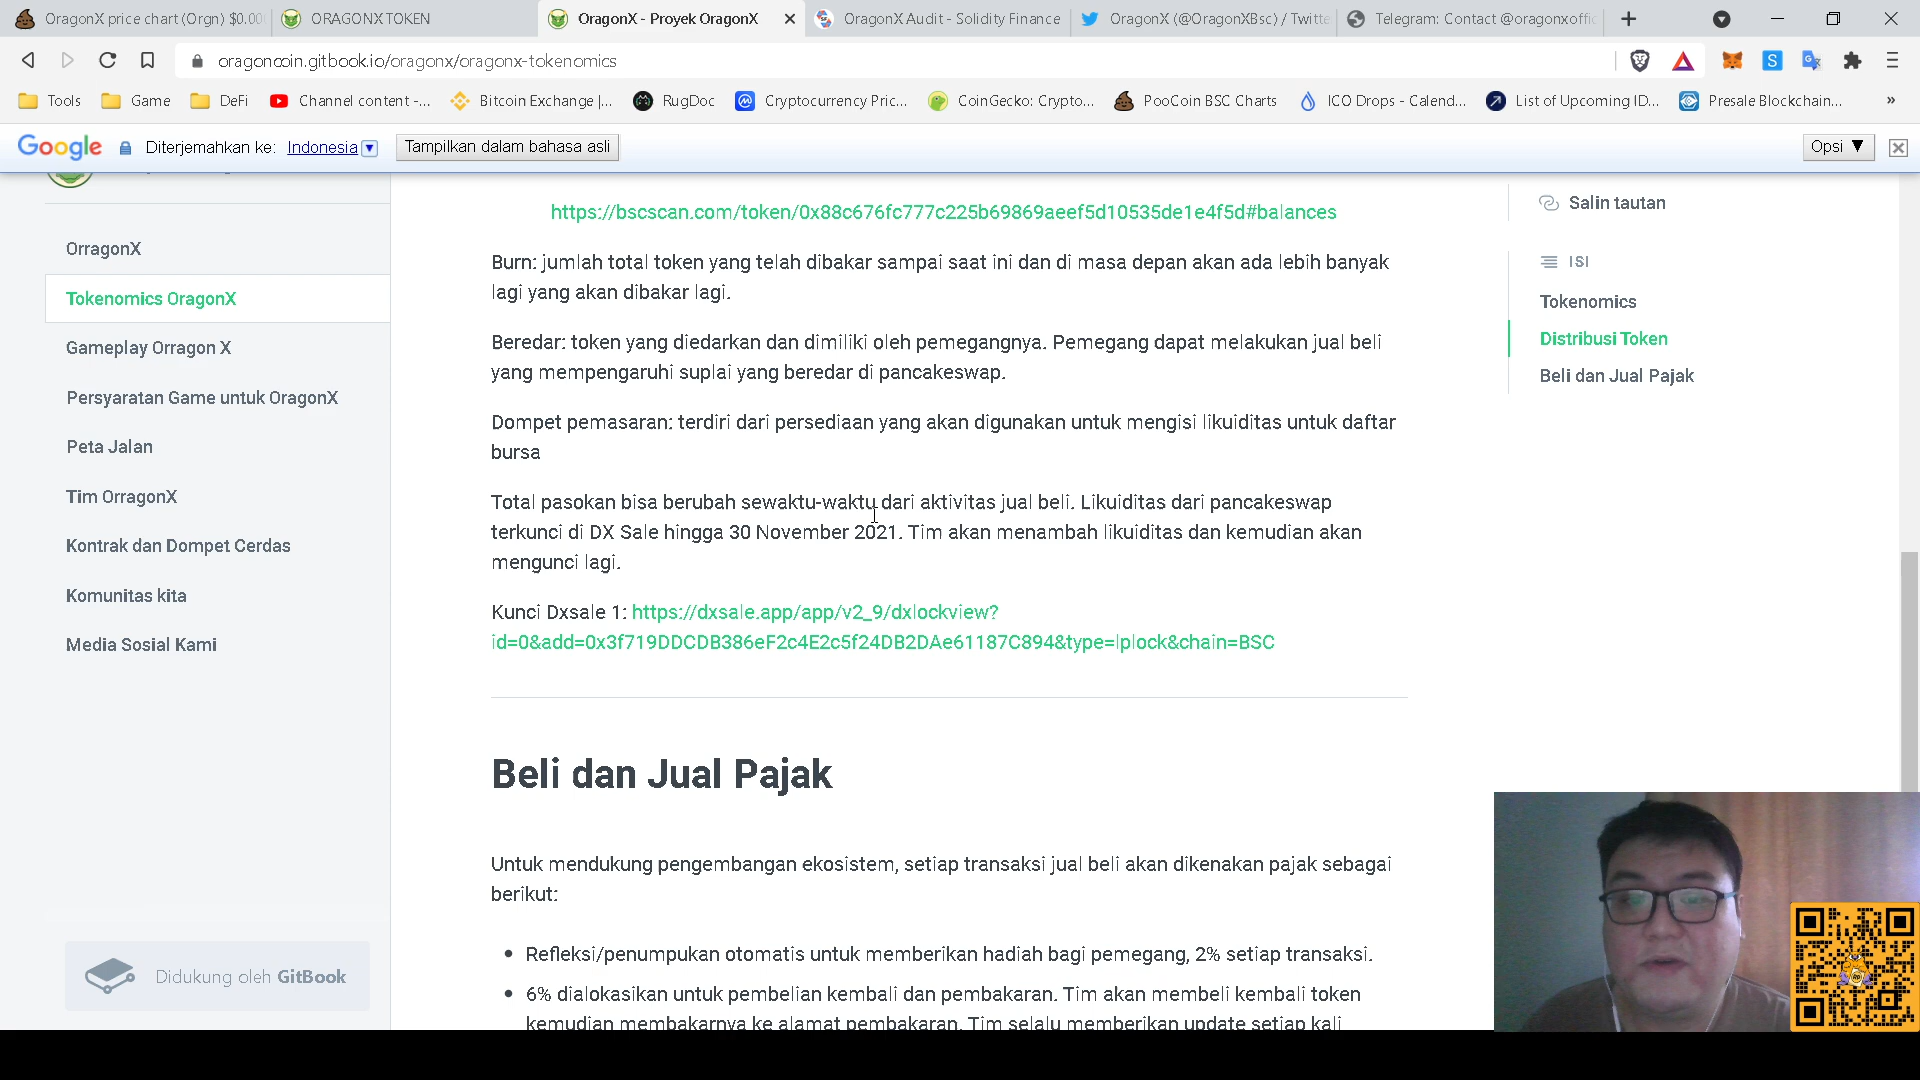 OragonX price chart (Orgn) $0.00
ORAGONX TOKEN
OragonX - Proyek OragonX
OragonX Audit - Solidity Finance
OragonX (@OragonXBsc) / Twitte
Telegram: Contact @oragonxoffic
oragoncoin.gitbook.io/oragonx/oragonx-tokenomics
Tools
Game
DeFi
Channel content -...
Bitcoin Exchange |...
RugDoc
Cryptocurrency Pric...
CoinGecko: Crypto...
PooCoin BSC Charts
ICO Drops - Calend...
List of Upcoming ID...
Presale Blockchain...
»
Google
Diterjemahkan ke: Indonesia
Tampilkan dalam bahasa asli
Opsi ▼
OrragonX
Tokenomics OragonX
Gameplay Orragon X
Persyaratan Game untuk OragonX
Peta Jalan
Tim OrragonX
Kontrak dan Dompet Cerdas
Komunitas kita
Media Sosial Kami
Didukung oleh GitBook
https://bscscan.com/token/0x88c676fc777c225b69869aeef5d10535de1e4f5d#balances
Burn: jumlah total token yang telah dibakar sampai saat ini dan di masa depan akan ada lebih banyak
lagi yang akan dibakar lagi.
Beredar: token yang diedarkan dan dimiliki oleh pemegangnya. Pemegang dapat melakukan jual beli
yang mempengaruhi suplai yang beredar di pancakeswap.
Dompet pemasaran: terdiri dari persediaan yang akan digunakan untuk mengisi likuiditas untuk daftar
bursa
Total pasokan bisa berubah sewaktu-waktu dari aktivitas jual beli. Likuiditas dari pancakeswap
terkunci di DX Sale hingga 30 November 2021. Tim akan menambah likuiditas dan kemudian akan
mengunci lagi.
Kunci Dxsale 1: https://dxsale.app/app/v2_9/dxlockview?
id=0&add=0x3f719DDCDB386eF2c4E2c5f24DB2DAe61187C894&type=lplock&chain=BSC
Beli dan Jual Pajak
Untuk mendukung pengembangan ekosistem, setiap transaksi jual beli akan dikenakan pajak sebagai
berikut:
Refleksi/penumpukan otomatis untuk memberikan hadiah bagi pemegang, 2% setiap transaksi.
6% dialokasikan untuk pembelian kembali dan pembakaran. Tim akan membeli kembali token
kemudian membakarnya ke alamat pembakaran. Tim selalu memberikan update setiap kali
Salin tautan
ISI
Tokenomics
Distribusi Token
Beli dan Jual Pajak